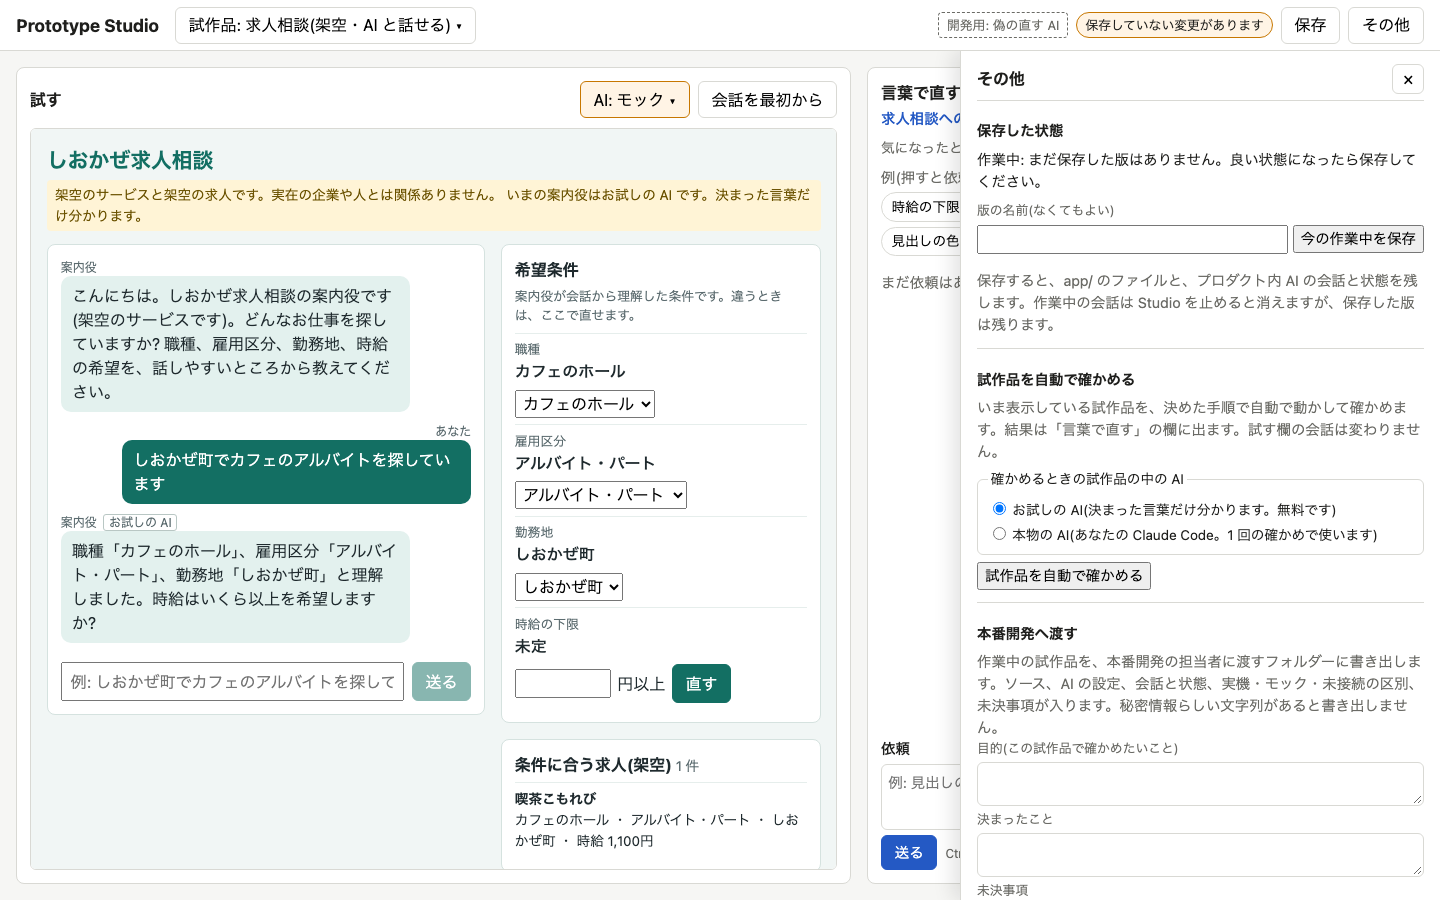 Prototype Studio
試作品: 求人相談(架空・AI と話せる) ▾
開発用: 偽の直す AI
保存していない変更があります
保存
その他
試す
AI: モック ▾
会話を最初から
しおかぜ求人相談
架空のサービスと架空の求人です。実在の企業や人とは関係ありません。 いまの案内役はお試しの AI です。決まった言葉だ
け分かります。
案内役
こんにちは。しおかぜ求人相談の案内役です
(架空のサービスです)。どんなお仕事を探し
ていますか? 職種、雇用区分、勤務地、時給
の希望を、話しやすいところから教えてくだ
さい。
あなた
しおかぜ町でカフェのアルバイトを探してい
ます
案内役 お試しの AI
職種「カフェのホール」、雇用区分「アルバイ
ト・パート」、勤務地「しおかぜ町」と理解
しました。時給はいくら以上を希望します
か?
例: しおかぜ町でカフェのアルバイトを探して
送る
希望条件
案内役が会話から理解した条件です。違うとき
は、ここで直せます。
職種
カフェのホール
カフェのホール
雇用区分
アルバイト・パート
アルバイト・パート
勤務地
しおかぜ町
しおかぜ町
時給の下限
未定
円以上
直す
条件に合う求人(架空) 1 件
喫茶こもれび
カフェのホール ・ アルバイト・パート ・ しお
かぜ町 ・ 時給 1,100円
言葉で直す
求人相談への
気になったと
例(押すと依頼
時給の下限
見出しの色
まだ依頼はあ
依頼
例: 見出しの
送る
Ctr
その他
×
保存した状態
作業中: まだ保存した版はありません。良い状態になったら保存して
ください。
版の名前(なくてもよい)
今の作業中を保存
保存すると、app/ のファイルと、プロダクト内 AI の会話と状態を残
します。作業中の会話は Studio を止めると消えますが、保存した版
は残ります。
試作品を自動で確かめる
いま表示している試作品を、決めた手順で自動で動かして確かめま
す。結果は「言葉で直す」の欄に出ます。試す欄の会話は変わりませ
ん。
確かめるときの試作品の中の AI
お試しの AI(決まった言葉だけ分かります。無料です)
本物の AI(あなたの Claude Code。1 回の確かめで使います)
試作品を自動で確かめる
本番開発へ渡す
作業中の試作品を、本番開発の担当者に渡すフォルダーに書き出しま
す。ソース、AI の設定、会話と状態、実機・モック・未接続の区別、
未決事項が入ります。秘密情報らしい文字列があると書き出しませ
ん。
目的(この試作品で確かめたいこと)
決まったこと
未決事項